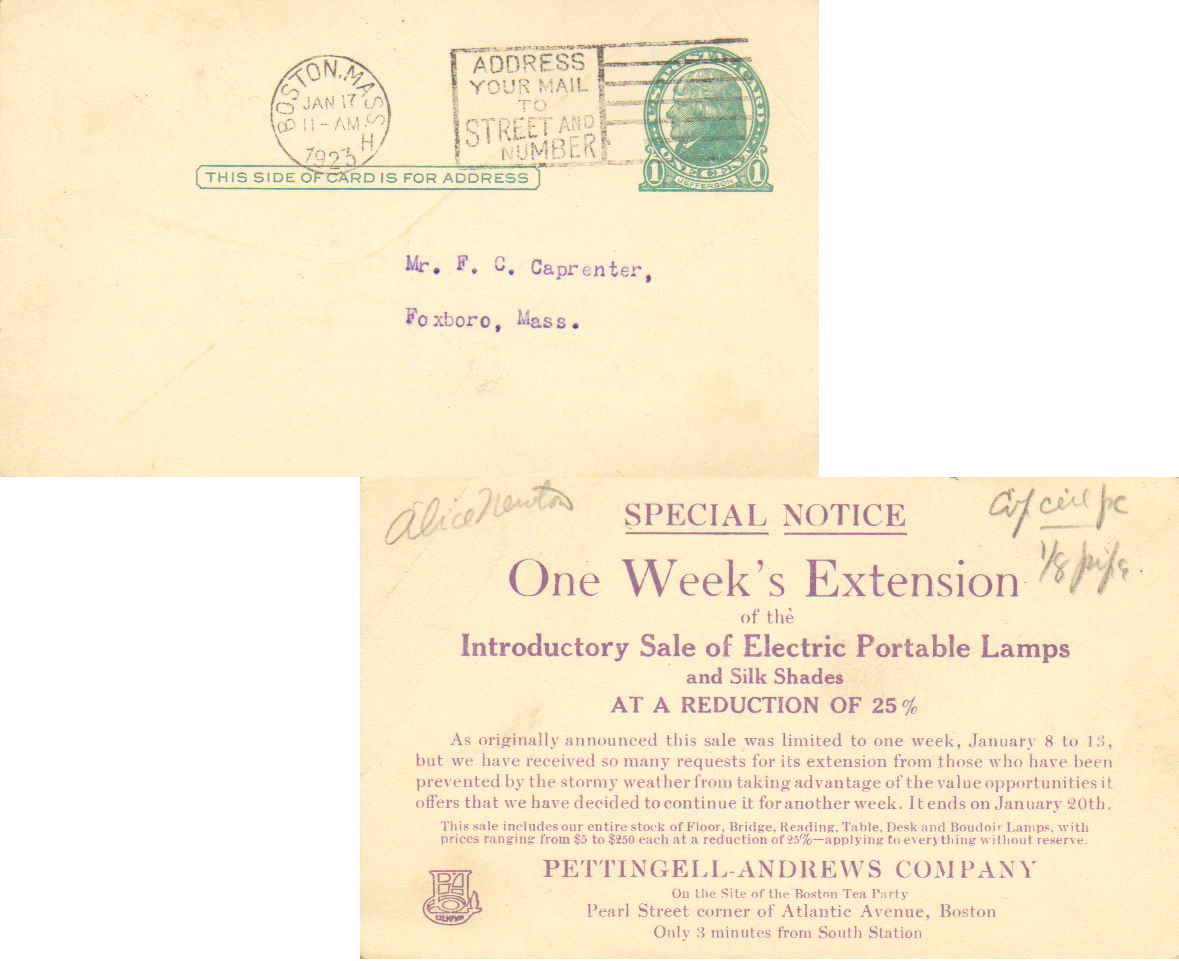 BOSTON, MASS.
JAN 17
11-AM.
1923
H
ADDRESS
YOUR MAIL
TO
STREET AND
NUMBER
U.S. POSTAL CARD
ONE CENT
1 JEFFERSON 1
THIS SIDE OF CARD IS FOR ADDRESS
Mr. F. C. Caprenter,
Foxboro, Mass.
Alice Newton
SPECIAL NOTICE
One Week's Extension
of the
Introductory Sale of Electric Portable Lamps
and Silk Shades
AT A REDUCTION OF 25%
As originally announced this sale was limited to one week, January 8 to 13,
but we have received so many requests for its extension from those who have been
prevented by the stormy weather from taking advantage of the value opportunities it
offers that we have decided to continue it for another week. It ends on January 20th.
This sale includes our entire stock of Floor, Bridge, Reading, Table, Desk and Boudoir Lamps, with
prices ranging from $5 to $250 each at a reduction of 25%—applying to everything without reserve.
PETTINGELL-ANDREWS COMPANY
On the Site of the Boston Tea Party
Pearl Street corner of Atlantic Avenue, Boston
Only 3 minutes from South Station